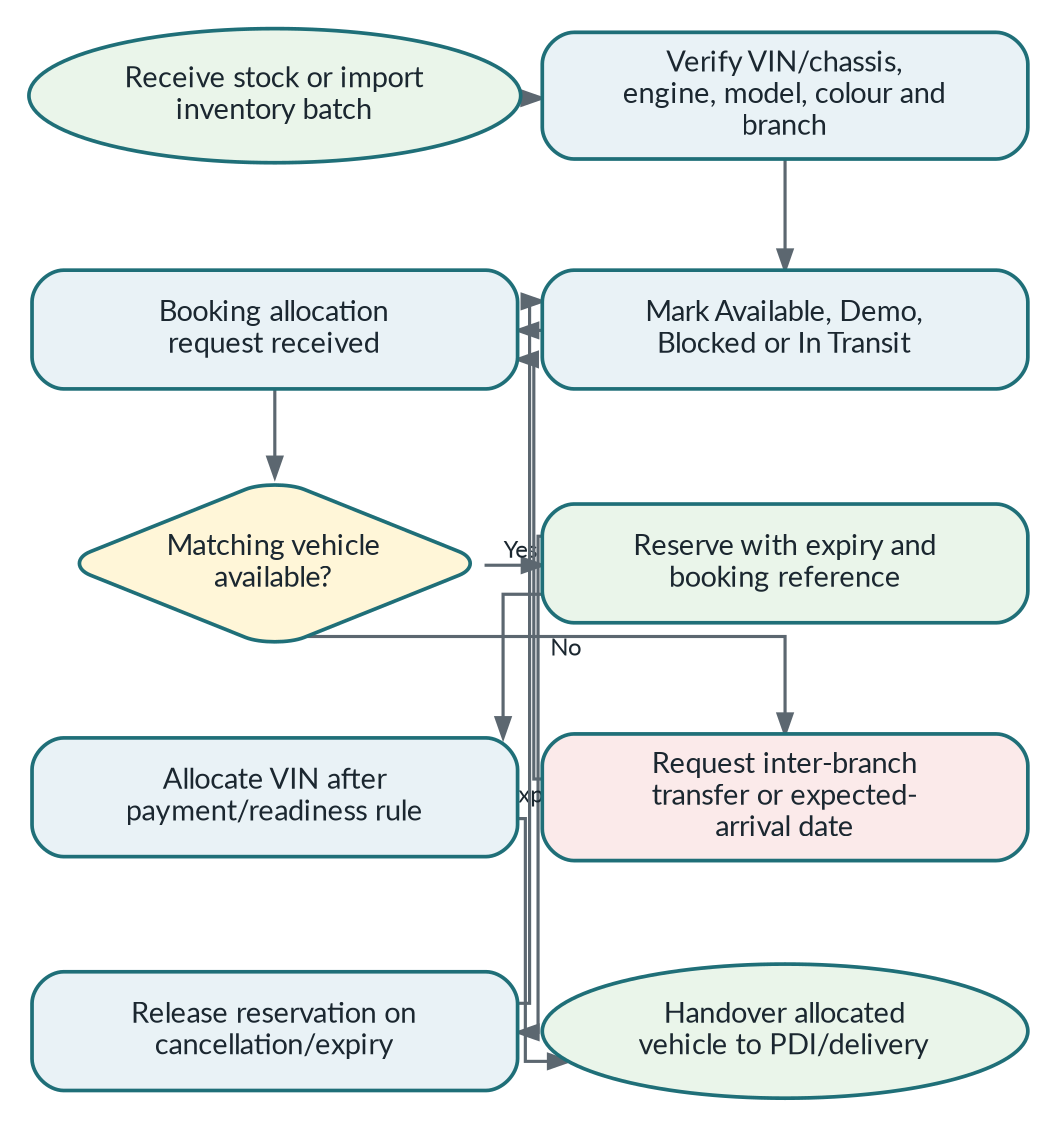 Receive stock or import
inventory batch
Verify VIN/chassis,
engine, model, colour and
branch
Booking allocation
request received
Mark Available, Demo,
Blocked or In Transit
Matching vehicle
available?
Yes
Reserve with expiry and
booking reference
No
Allocate VIN after
payment/readiness rule
Request inter-branch
transfer or expected-
arrival date
Release reservation on
cancellation/expiry
Handover allocated
vehicle to PDI/delivery